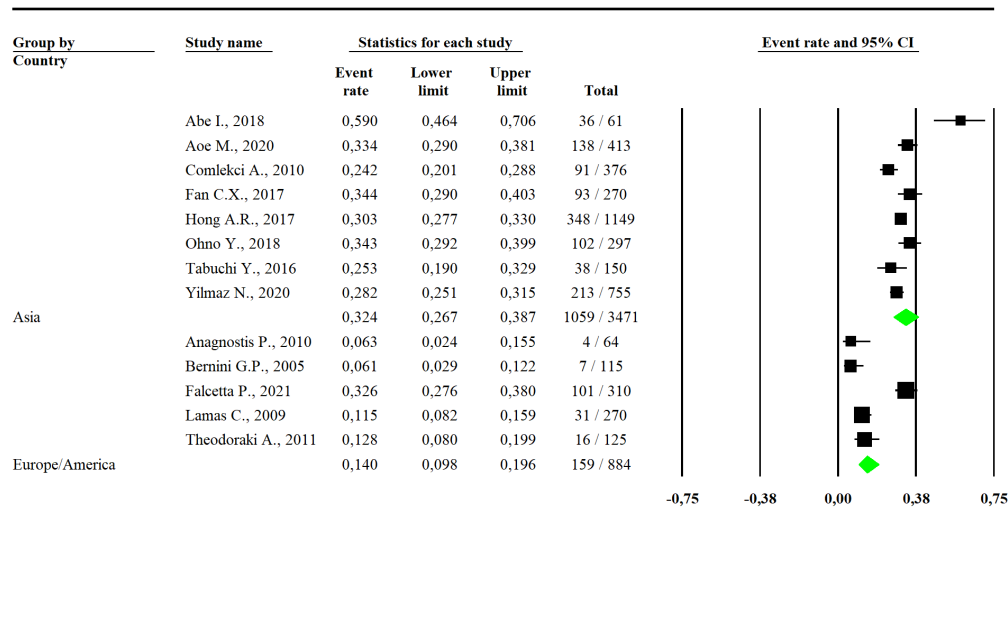 Group by Study name Statistics for each study Event rate and 95% CI
Country
Event Lower Upper
rate limit limit Total
Abe I., 2018 0,590 0,464 0,706 36 / 61
Aoe M., 2020 0,334 0,290 0,381 138 / 413
Comlekci A., 2010 0,242 0,201 0,288 91 / 376
Fan C.X., 2017 0,344 0,290 0,403 93 / 270
Hong A.R., 2017 0,303 0,277 0,330 348 / 1149
Ohno Y., 2018 0,343 0,292 0,399 102 / 297
Tabuchi Y., 2016 0,253 0,190 0,329 38 / 150
Yilmaz N., 2020 0,282 0,251 0,315 213 / 755
Asia 0,324 0,267 0,387 1059 / 3471
Anagnostis P., 2010 0,063 0,024 0,155 4 / 64
Bernini G.P., 2005 0,061 0,029 0,122 7 / 115
Falcetta P., 2021 0,326 0,276 0,380 101 / 310
Lamas C., 2009 0,115 0,082 0,159 31 / 270
Theodoraki A., 2011 0,128 0,080 0,199 16 / 125
Europe/America 0,140 0,098 0,196 159 / 884
-0,75 -0,38 0,00 0,38 0,75